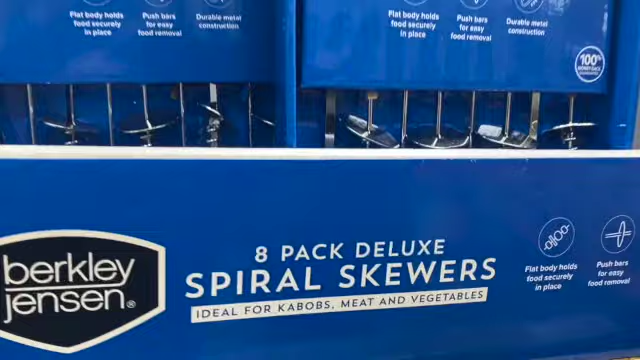 Flat body holds
food securely
in place
Push bars
for easy
food removal
Durable metal
construction
Flat body holds
food securely
in place
Push bars
for easy
food removal
Durable metal
construction
100%
MONEY BACK
GUARANTEE
berkley
jensen®
8 PACK DELUXE
SPIRAL SKEWERS
IDEAL FOR KABOBS, MEAT AND VEGETABLES
Flat body holds
food securely
in place
Push bars
for easy
food removal